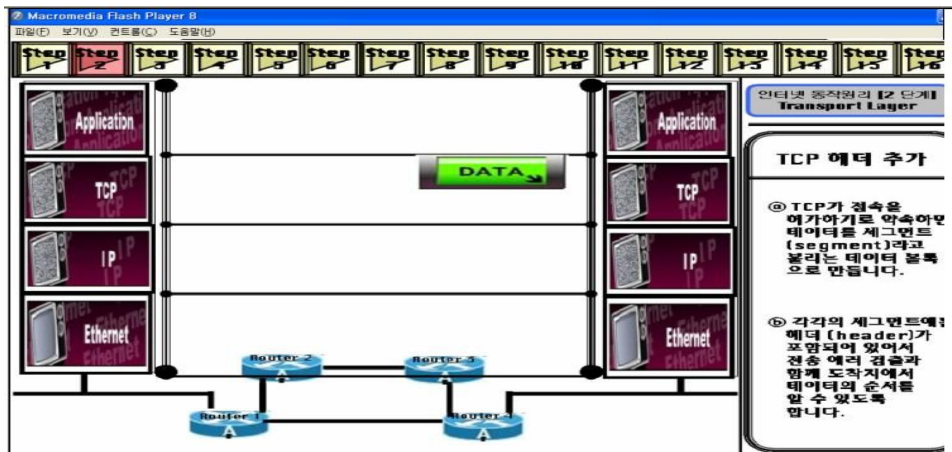 Macromedia Flash Player 8
파일(F) 보기(V) 컨트롤(C) 도움말(H)
Step 1 Step 2 Step 3 Step 4 Step 5 Step 6 Step 7 Step 8 Step 9 Step 10 Step 11 Step 12 Step 13 Step 14 Step 15 Step 16
Application
TCP
IP
Ethernet
DATA
Router 2
Router 3
Router 1
Router 4
Application
TCP
IP
Ethernet
인터넷 동작원리 [2 단계]
Transport Layer
TCP 헤더 추가
ⓐ TCP가 접속을
허가하기로 약속하면
데이터를 세그먼트
(segment)라고
불리는 데이터 블록
으로 만듭니다.
ⓑ 각각의 세그먼트에는
헤더 (header)가
포함되어 있어서
전송 에러 검출과
함께 도착지에서
데이터의 순서를
알 수 있도록
합니다.